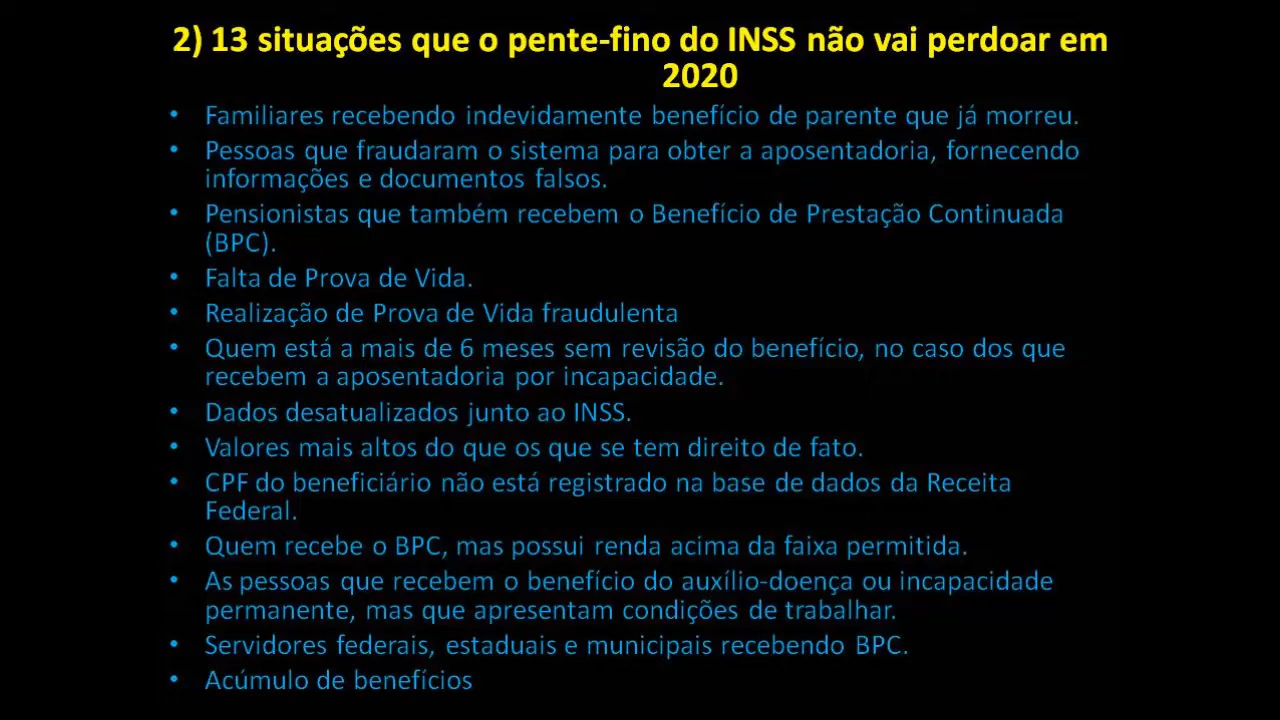 2) 13 situações que o pente-fino do INSS não vai perdoar em
2020
• Familiares recebendo indevidamente benefício de parente que já morreu.
• Pessoas que fraudaram o sistema para obter a aposentadoria, fornecendo
informações e documentos falsos.
• Pensionistas que também recebem o Benefício de Prestação Continuada
(BPC).
• Falta de Prova de Vida.
• Realização de Prova de Vida fraudulenta
• Quem está a mais de 6 meses sem revisão do benefício, no caso dos que
recebem a aposentadoria por incapacidade.
• Dados desatualizados junto ao INSS.
• Valores mais altos do que os que se tem direito de fato.
• CPF do beneficiário não está registrado na base de dados da Receita
Federal.
• Quem recebe o BPC, mas possui renda acima da faixa permitida.
• As pessoas que recebem o benefício do auxílio-doença ou incapacidade
permanente, mas que apresentam condições de trabalhar.
• Servidores federais, estaduais e municipais recebendo BPC.
• Acúmulo de benefícios